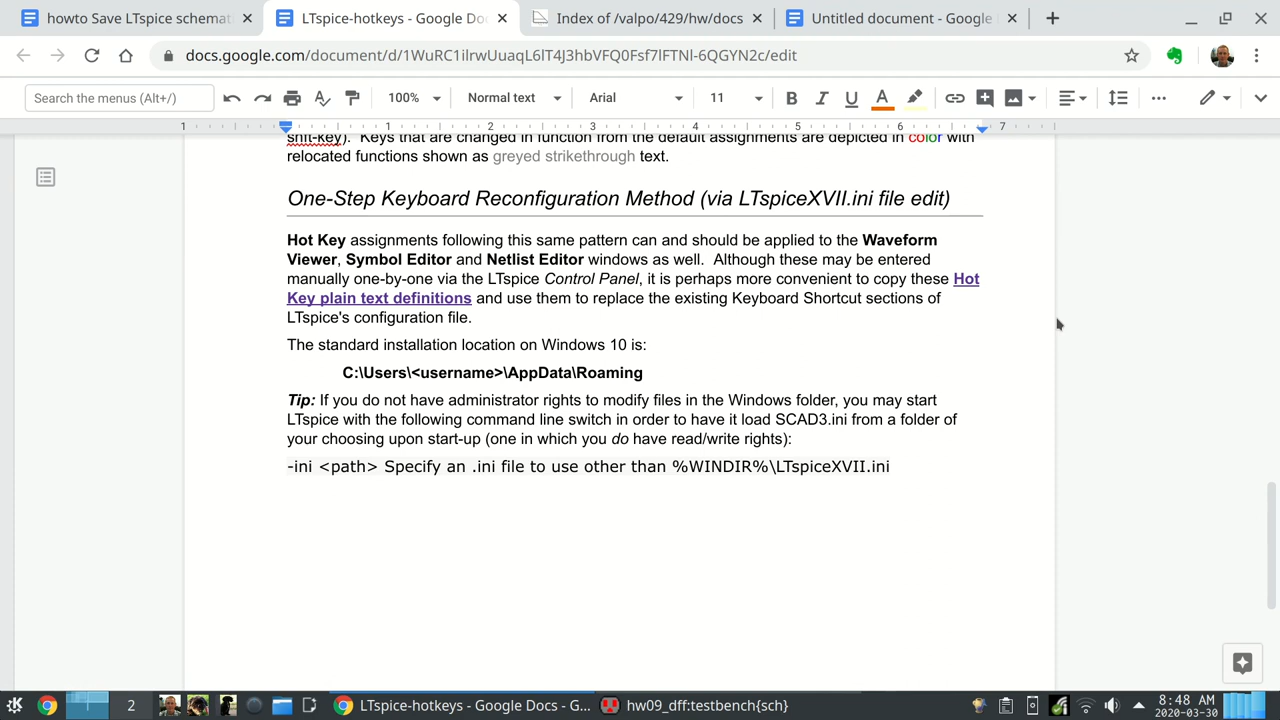 howto Save LTspice schemati
LTspice-hotkeys - Google Do
Index of /valpo/429/hw/docs
Untitled document - Google
docs.google.com/document/d/1WuRC1ilrwUuaqL6lT4J3hbVFQ0Fsf7lFTNl-6QGYN2c/edit
Search the menus (Alt+/) 100% Normal text Arial 11 B I U A
1 1 2 3 4 5 6 7
shft-key). Keys that are changed in function from the default assignments are depicted in color with
relocated functions shown as greyed strikethrough text.
One-Step Keyboard Reconfiguration Method (via LTspiceXVII.ini file edit)
Hot Key assignments following this same pattern can and should be applied to the Waveform
Viewer, Symbol Editor and Netlist Editor windows as well. Although these may be entered
manually one-by-one via the LTspice Control Panel, it is perhaps more convenient to copy these Hot
Key plain text definitions and use them to replace the existing Keyboard Shortcut sections of
LTspice's configuration file.
The standard installation location on Windows 10 is:
C:\Users\<username>\AppData\Roaming
Tip: If you do not have administrator rights to modify files in the Windows folder, you may start
LTspice with the following command line switch in order to have it load SCAD3.ini from a folder of
your choosing upon start-up (one in which you do have read/write rights):
-ini <path> Specify an .ini file to use other than %WINDIR%\LTspiceXVII.ini
2
LTspice-hotkeys - Google Docs - G...
hw09_dff:testbench{sch}
8:48 AM
2020-03-30